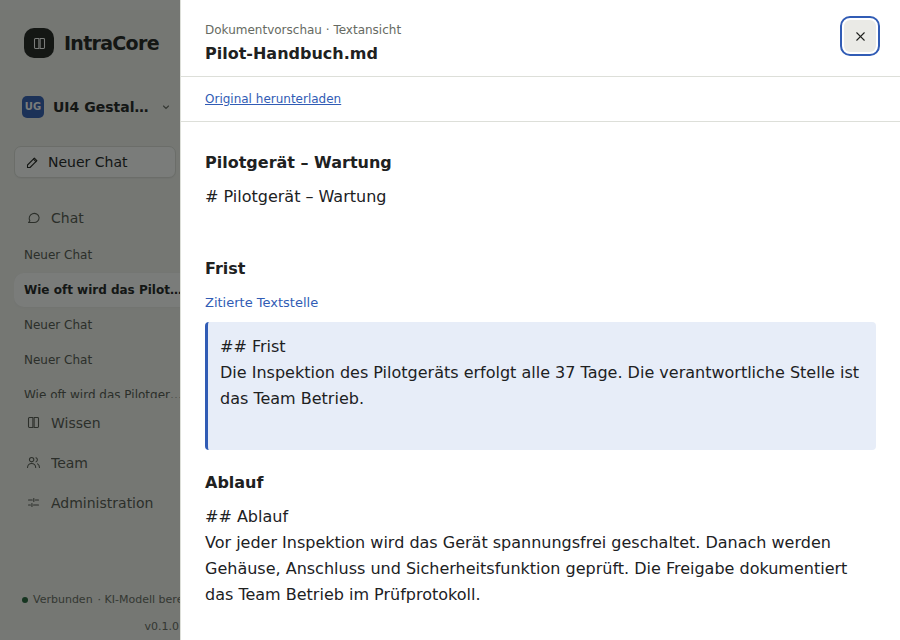 IntraCore
UG UI4 Gestal...
Neuer Chat
Chat
Neuer Chat
Wie oft wird das Pilot...
Neuer Chat
Neuer Chat
Wie oft wird das Pilotger...
Wissen
Team
Administration
Verbunden · KI-Modell bere
v0.1.0
Dokumentvorschau · Textansicht
Pilot-Handbuch.md
Original herunterladen
Pilotgerät – Wartung
# Pilotgerät – Wartung
Frist
Zitierte Textstelle
## Frist
Die Inspektion des Pilotgeräts erfolgt alle 37 Tage. Die verantwortliche Stelle ist
das Team Betrieb.
Ablauf
## Ablauf
Vor jeder Inspektion wird das Gerät spannungsfrei geschaltet. Danach werden
Gehäuse, Anschluss und Sicherheitsfunktion geprüft. Die Freigabe dokumentiert
das Team Betrieb im Prüfprotokoll.